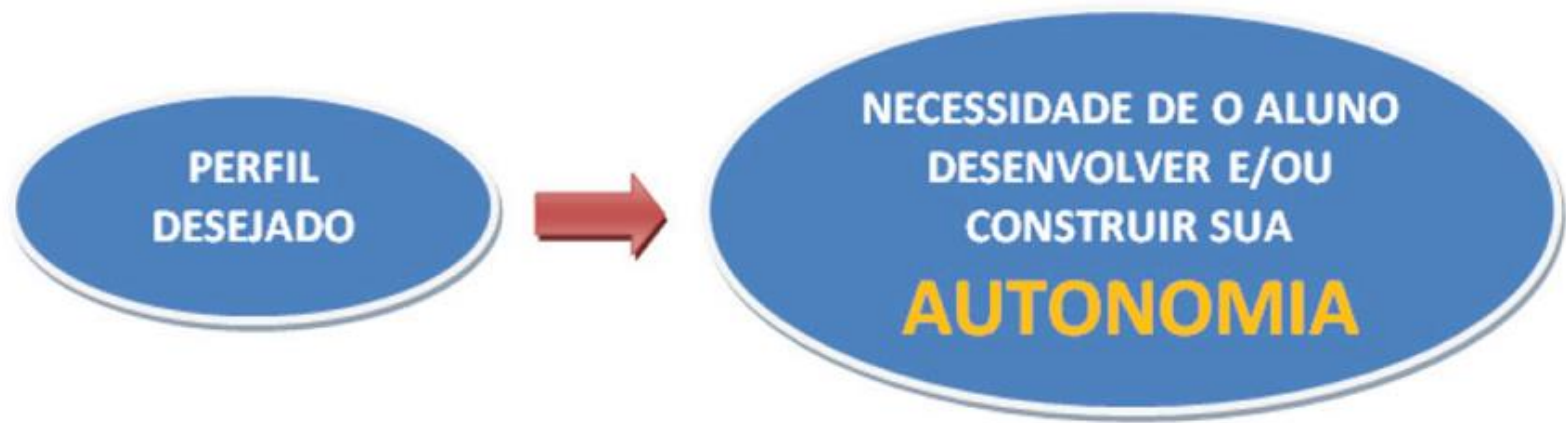 PERFIL
DESEJADO
NECESSIDADE DE O ALUNO
DESENVOLVER E/OU
CONSTRUIR SUA
AUTONOMIA